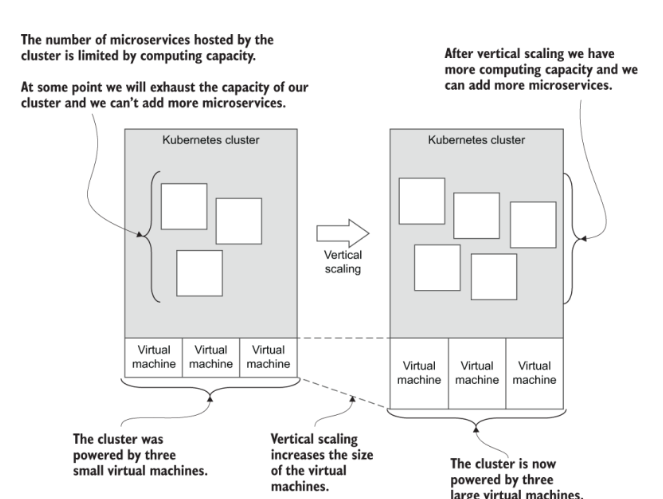 The number of microservices hosted by the
cluster is limited by computing capacity.
At some point we will exhaust the capacity of our
cluster and we can't add more microservices.
After vertical scaling we have
more computing capacity and we
can add more microservices.
Kubernetes cluster
Kubernetes cluster
Vertical
scaling
Virtual
machine
Virtual
machine
Virtual
machine
Virtual
machine
Virtual
machine
Virtual
machine
The cluster was
powered by three
small virtual machines.
Vertical scaling
increases the size
of the virtual
machines.
The cluster is now
powered by three
large virtual machines.